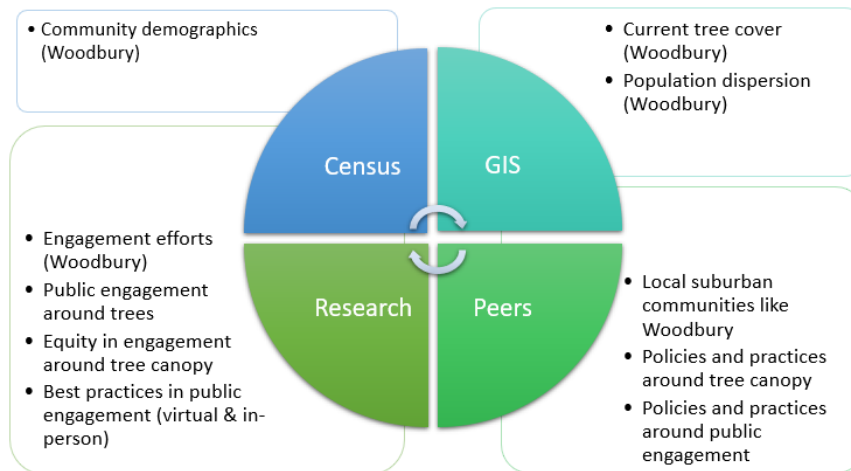 • Community demographics
(Woodbury)
• Current tree cover
(Woodbury)
• Population dispersion
(Woodbury)
Census
GIS
Research
Peers
• Engagement efforts
(Woodbury)
• Public engagement
around trees
• Equity in engagement
around tree canopy
• Best practices in public
engagement (virtual & in-
person)
• Local suburban
communities like
Woodbury
• Policies and practices
around tree canopy
• Policies and practices
around public
engagement